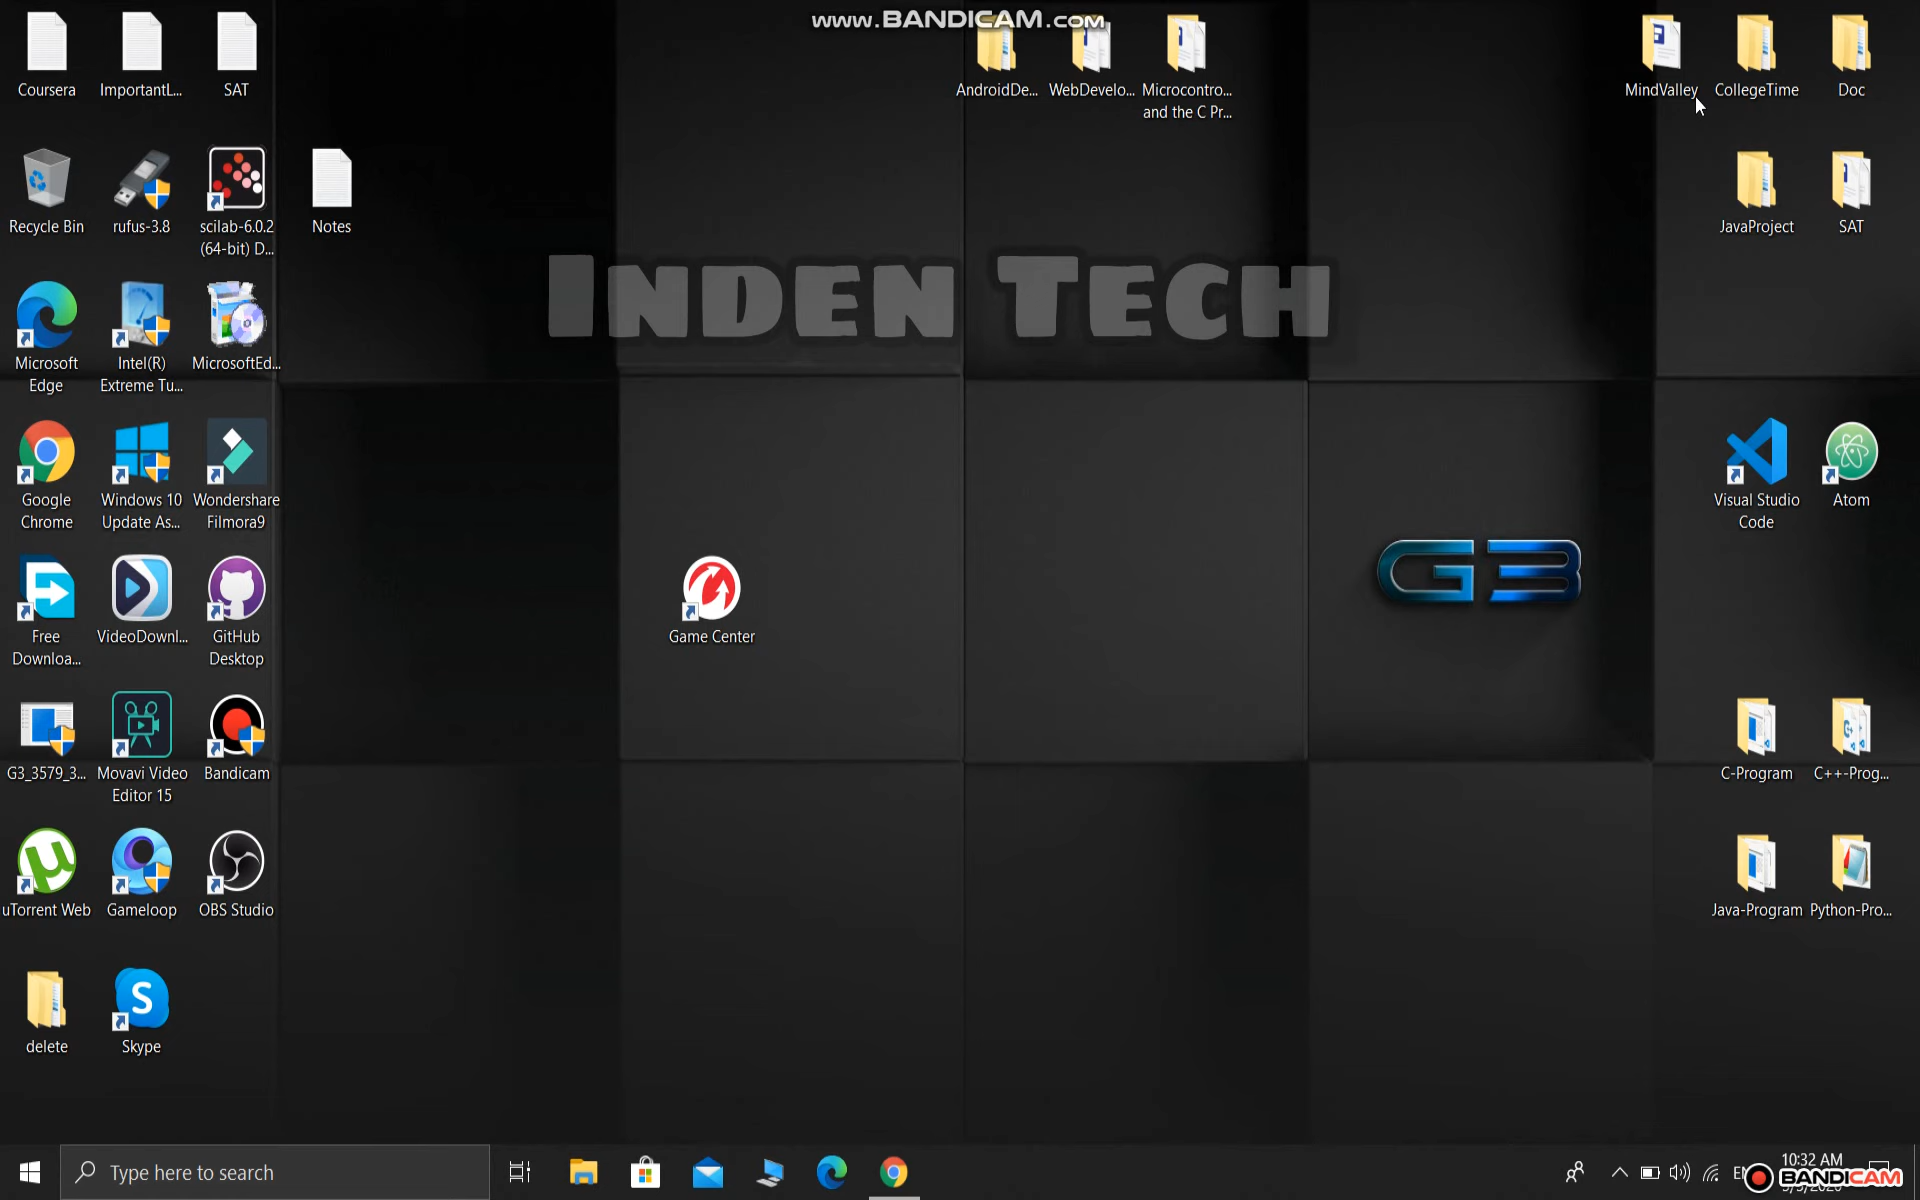 www.BANDICAM.com
Coursera
ImportantL...
SAT
AndroidDe...
WebDevelo...
Microcontro...
and the C Pr...
MindValley
CollegeTime
Doc
Recycle Bin
rufus-3.8
scilab-6.0.2
(64-bit) D...
Notes
JavaProject
SAT
INDEN TECH
Microsoft
Edge
Intel(R)
Extreme Tu...
MicrosoftEd...
Google
Chrome
Windows 10
Update As...
Wondershare
Filmora9
Visual Studio
Code
Atom
G3
Free
Downloa...
VideoDownl...
GitHub
Desktop
Game Center
G3_3579_3...
Movavi Video
Editor 15
Bandicam
C-Program
C++-Prog...
uTorrent Web
Gameloop
OBS Studio
Java-Program
Python-Pro...
delete
Skype
Type here to search
10:32 AM
BANDICAM